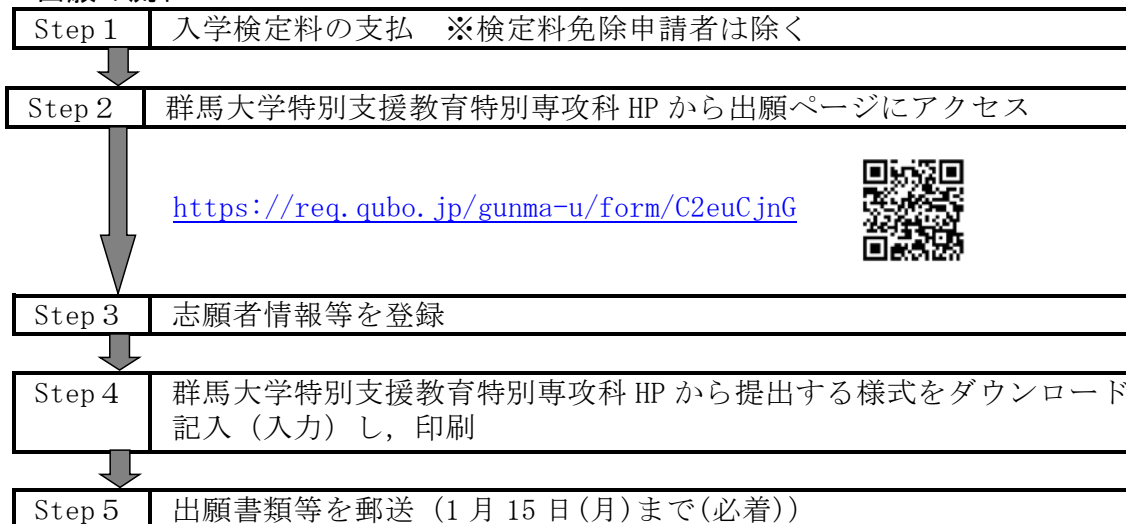 Step１ 入学検定料の支払　※検定料免除申請者は除く
Step２ 群馬大学特別支援教育特別専攻科 HP から出願ページにアクセス
https://req.qubo.jp/gunma-u/form/C2euCjnG
Step３ 志願者情報等を登録
Step４ 群馬大学特別支援教育特別専攻科 HP から提出する様式をダウンロード
記入（入力）し，印刷
Step５ 出願書類等を郵送（1 月 15 日(月)まで(必着)）